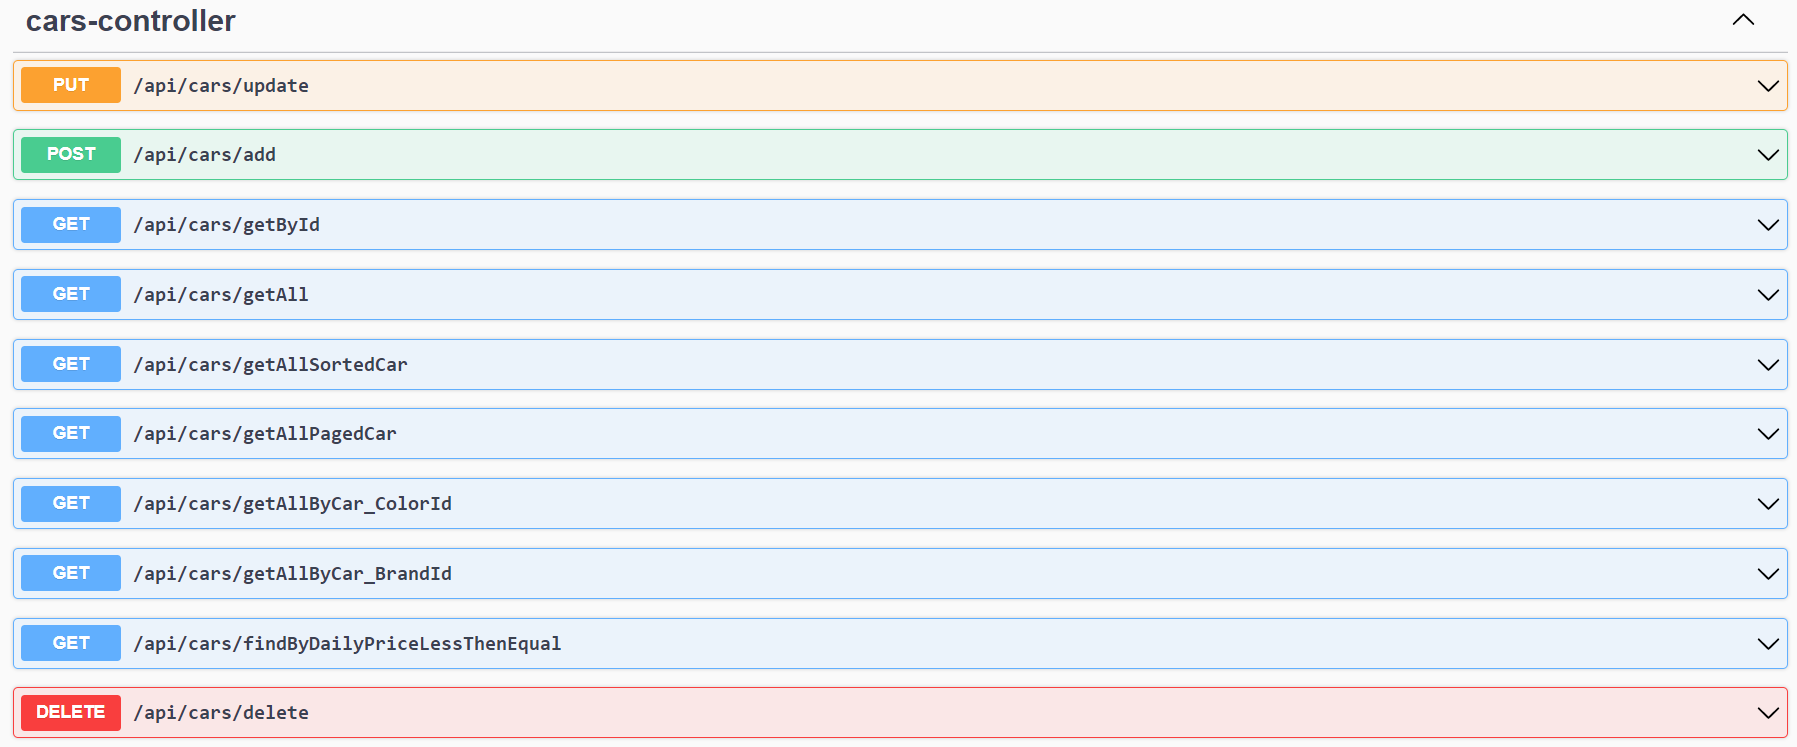 cars-controller
PUT /api/cars/update
POST /api/cars/add
GET /api/cars/getById
GET /api/cars/getAll
GET /api/cars/getAllSortedCar
GET /api/cars/getAllPagedCar
GET /api/cars/getAllByCar_ColorId
GET /api/cars/getAllByCar_BrandId
GET /api/cars/findByDailyPriceLessThenEqual
DELETE /api/cars/delete